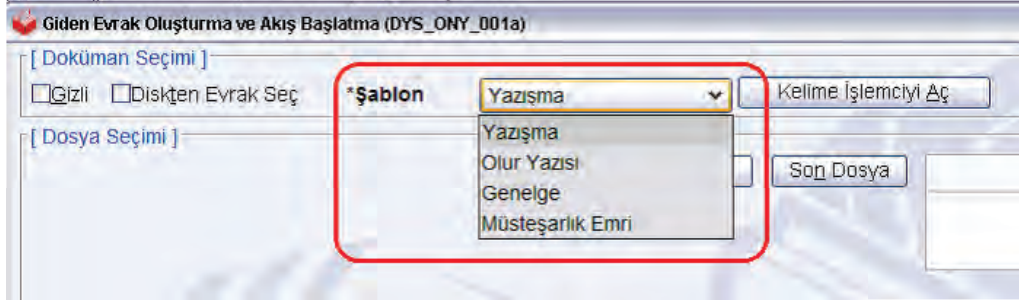 Giden Evrak Oluşturma ve Akış Başlatma (DYS_ONY_001a)
[ Doküman Seçimi ]
Gizli Diskten Evrak Seç *Şablon Yazışma Kelime İşlemciyi Aç
[ Dosya Seçimi ]
Yazışma
Olur Yazısı
Genelge
Müsteşarlık Emri
Son Dosya